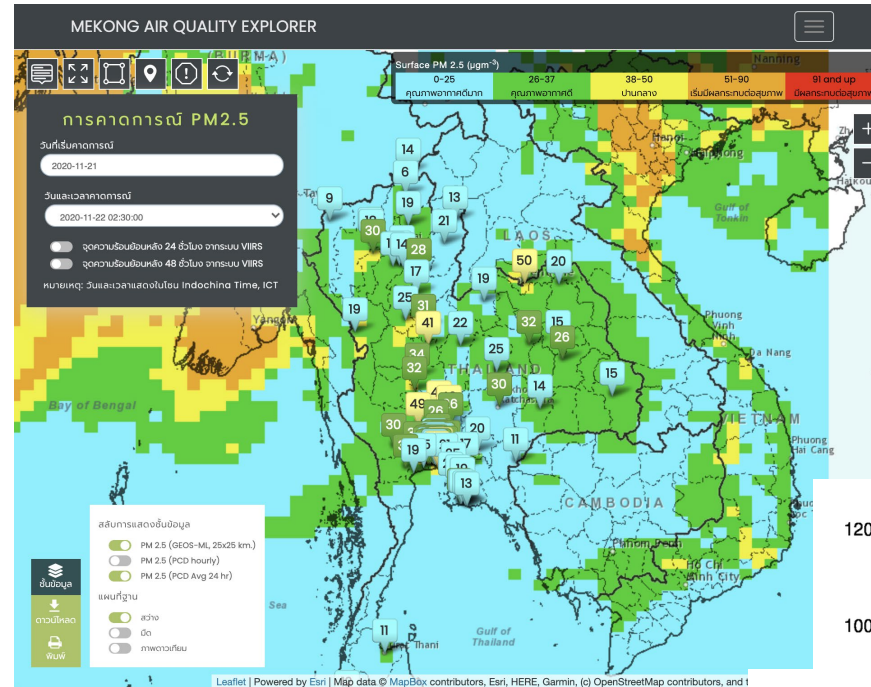 MEKONG AIR QUALITY EXPLORER
Surface PM 2.5 (µgm⁻³)
0-25 26-37 38-50 51-90 91 and up
คุณภาพอากาศดีมาก คุณภาพอากาศดี ปานกลาง เริ่มมีผลกระทบต่อสุขภาพ มีผลกระทบต่อสุขภาพ
การคาดการณ์ PM2.5
วันที่เริ่มคาดการณ์
2020-11-21
วันและเวลาคาดการณ์
2020-11-22 02:30:00
จุดความร้อนย้อนหลัง 24 ชั่วโมง จากระบบ VIIRS
จุดความร้อนย้อนหลัง 48 ชั่วโมง จากระบบ VIIRS
หมายเหตุ: วันและเวลาแสดงในโซน Indochina Time, ICT
Nanning
Hanoi
Gulf of
Tonkin
LAOS
14
6
9
19
13
21
30
14
28
17
50
20
19
19
25
31
41
22
32
15
26
25
34
32
THAILAND
30
14
15
49
26
30
20
11
19
13
11
Phuong
Vinh
Ninh
Da Nang
VIETNAM
Phuong
Hai Cang
CAMBODIA
Phnom Penh
Ho Chi
Minh City
Bay of Bengal
Sea
Gulf of
Thailand
สลับการแสดงชั้นข้อมูล
PM 2.5 (GEOS-ML, 25x25 km.)
PM 2.5 (PCD hourly)
PM 2.5 (PCD Avg 24 hr)
แผนที่ฐาน
สว่าง
มืด
ภาพดาวเทียม
ชั้นข้อมูล
ดาวน์โหลด
พิมพ์
120
100
Leaflet | Powered by Esri | Map data © MapBox contributors, Esri, HERE, Garmin, (c) OpenStreetMap contributors, and t